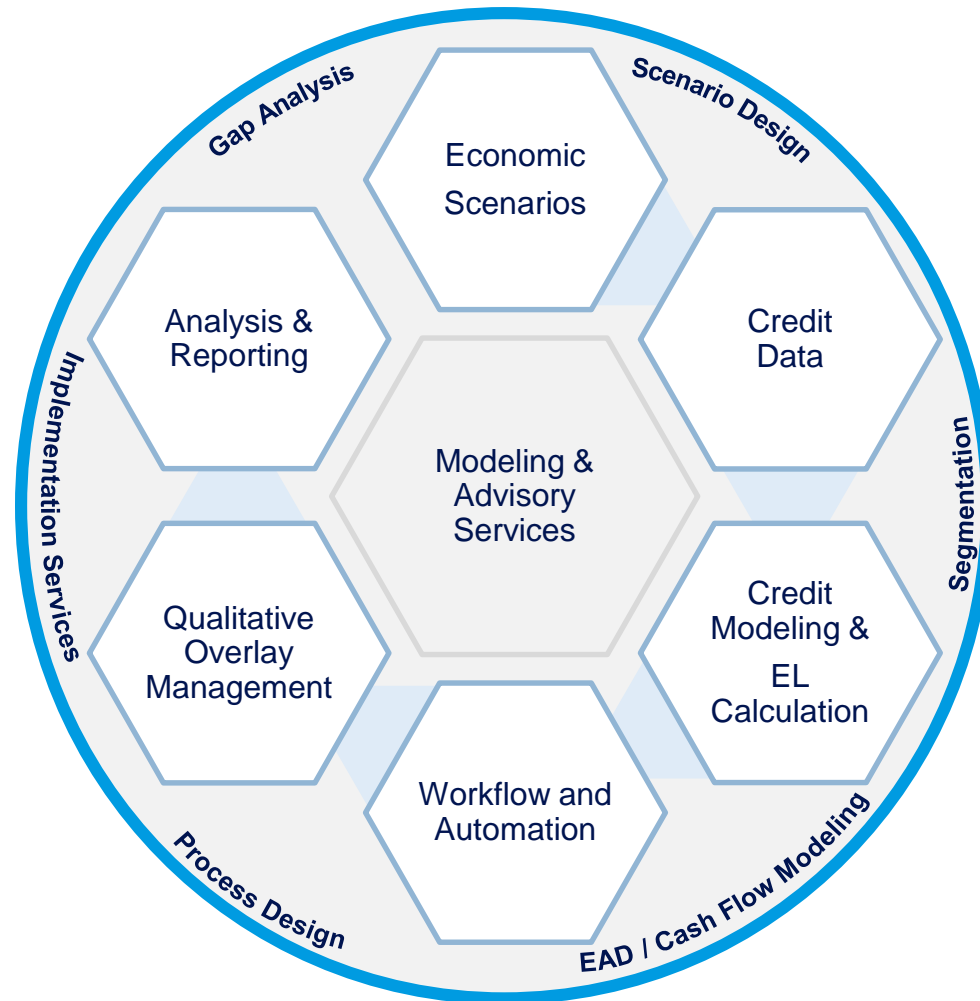 Gap Analysis
Scenario Design
Economic
Scenarios
Analysis &
Reporting
Credit
Data
Implementation Services
Modeling &
Advisory
Services
Segmentation
Qualitative
Overlay
Management
Credit
Modeling &
EL
Calculation
Workflow and
Automation
Process Design
EAD / Cash Flow Modeling